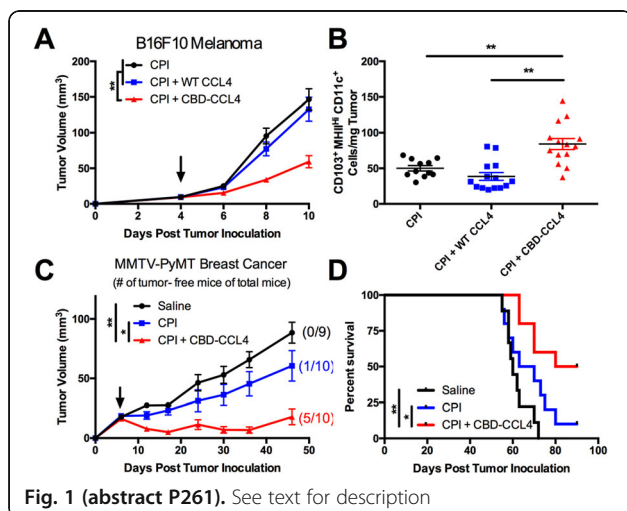 A
B16F10 Melanoma
CPI
CPI + WT CCL4
CPI + CBD-CCL4
**
Tumor Volume (mm3)
200
150
100
50
0
0 2 4 6 8 10
Days Post Tumor Inoculation
B
** 
**
CD103+ MHIIHi CD11c+
Cells/mg Tumor
200
150
100
50
0
CPI
CPI + WT CCL4
CPI + CBD-CCL4
C
MMTV-PyMT Breast Cancer
(# of tumor- free mice of total mice)
Saline
CPI
CPI + CBD-CCL4
**
*
Tumor Volume (mm3)
100
50
0
(0/9)
(1/10)
(5/10)
0 10 20 30 40 50
Days Post Tumor Inoculation
D
Percent survival
100
75
50
25
0
Saline
CPI
CPI + CBD-CCL4
**
*
0 20 40 60 80 100
Days Post Tumor Inoculation
Fig. 1 (abstract P261). See text for description